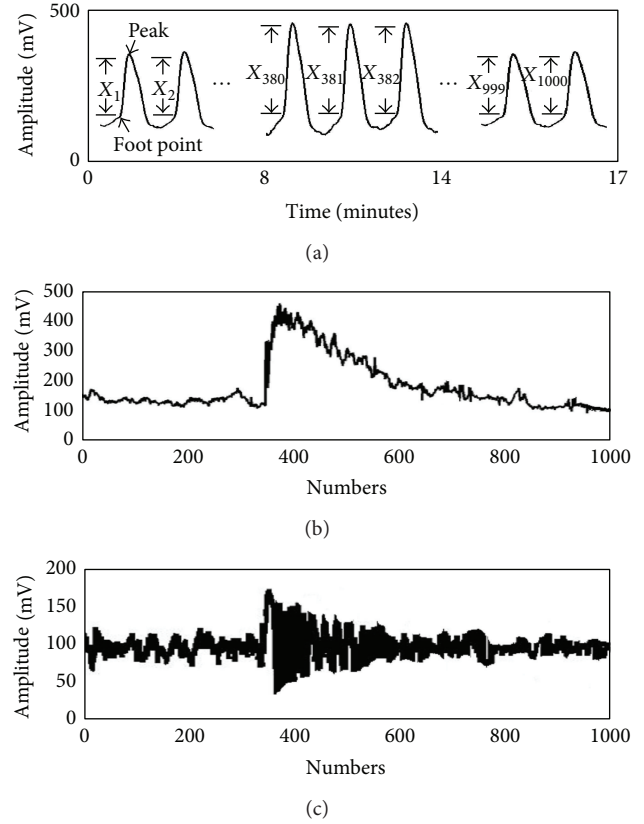 500
Peak
X1
X2
...
X380
X381
X382
...
X999
X1000
Foot point
0
Amplitude (mV)
0
8
14
17
Time (minutes)
(a)
500
400
300
200
100
0
Amplitude (mV)
0
200
400
600
800
1000
Numbers
(b)
200
150
100
50
0
Amplitude (mV)
0
200
400
600
800
1000
Numbers
(c)